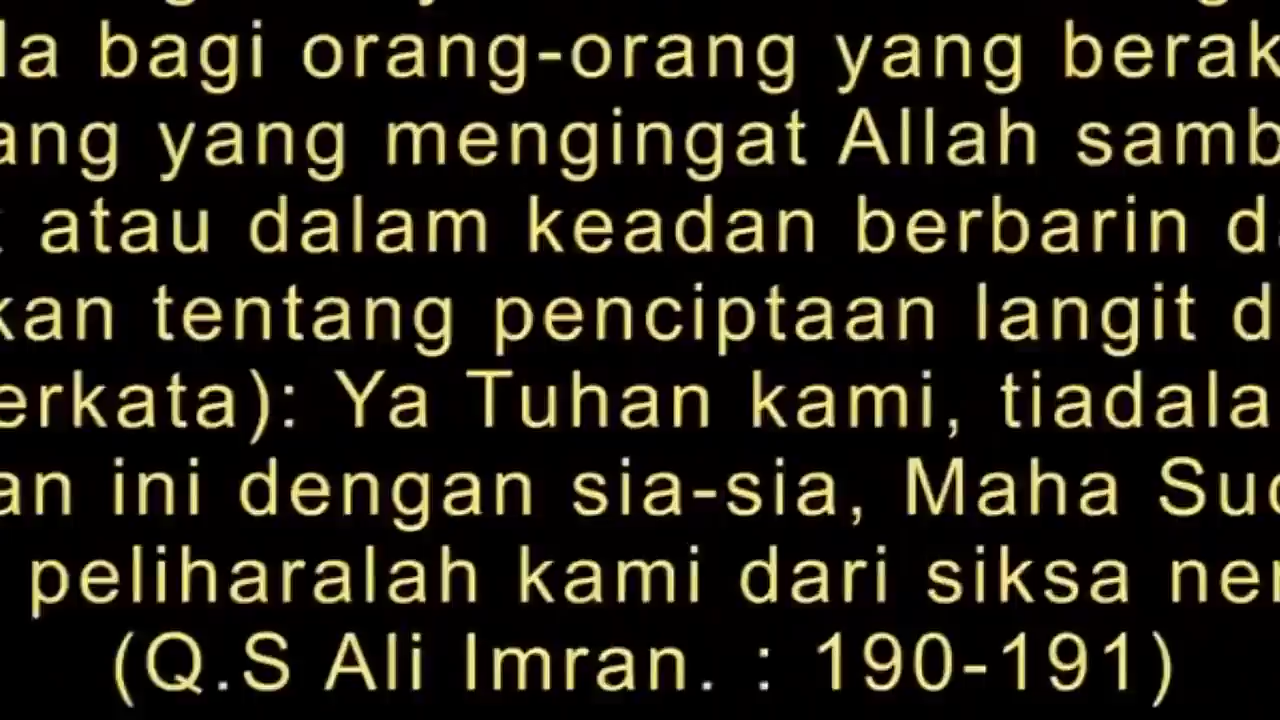 la bagi orang-orang yang berak
ang yang mengingat Allah samb
atau dalam keadan berbarin d
kan tentang penciptaan langit d
erkata): Ya Tuhan kami, tiadala
an ini dengan sia-sia, Maha Suc
peliharalah kami dari siksa ner
(Q.S Ali Imran. : 190-191)